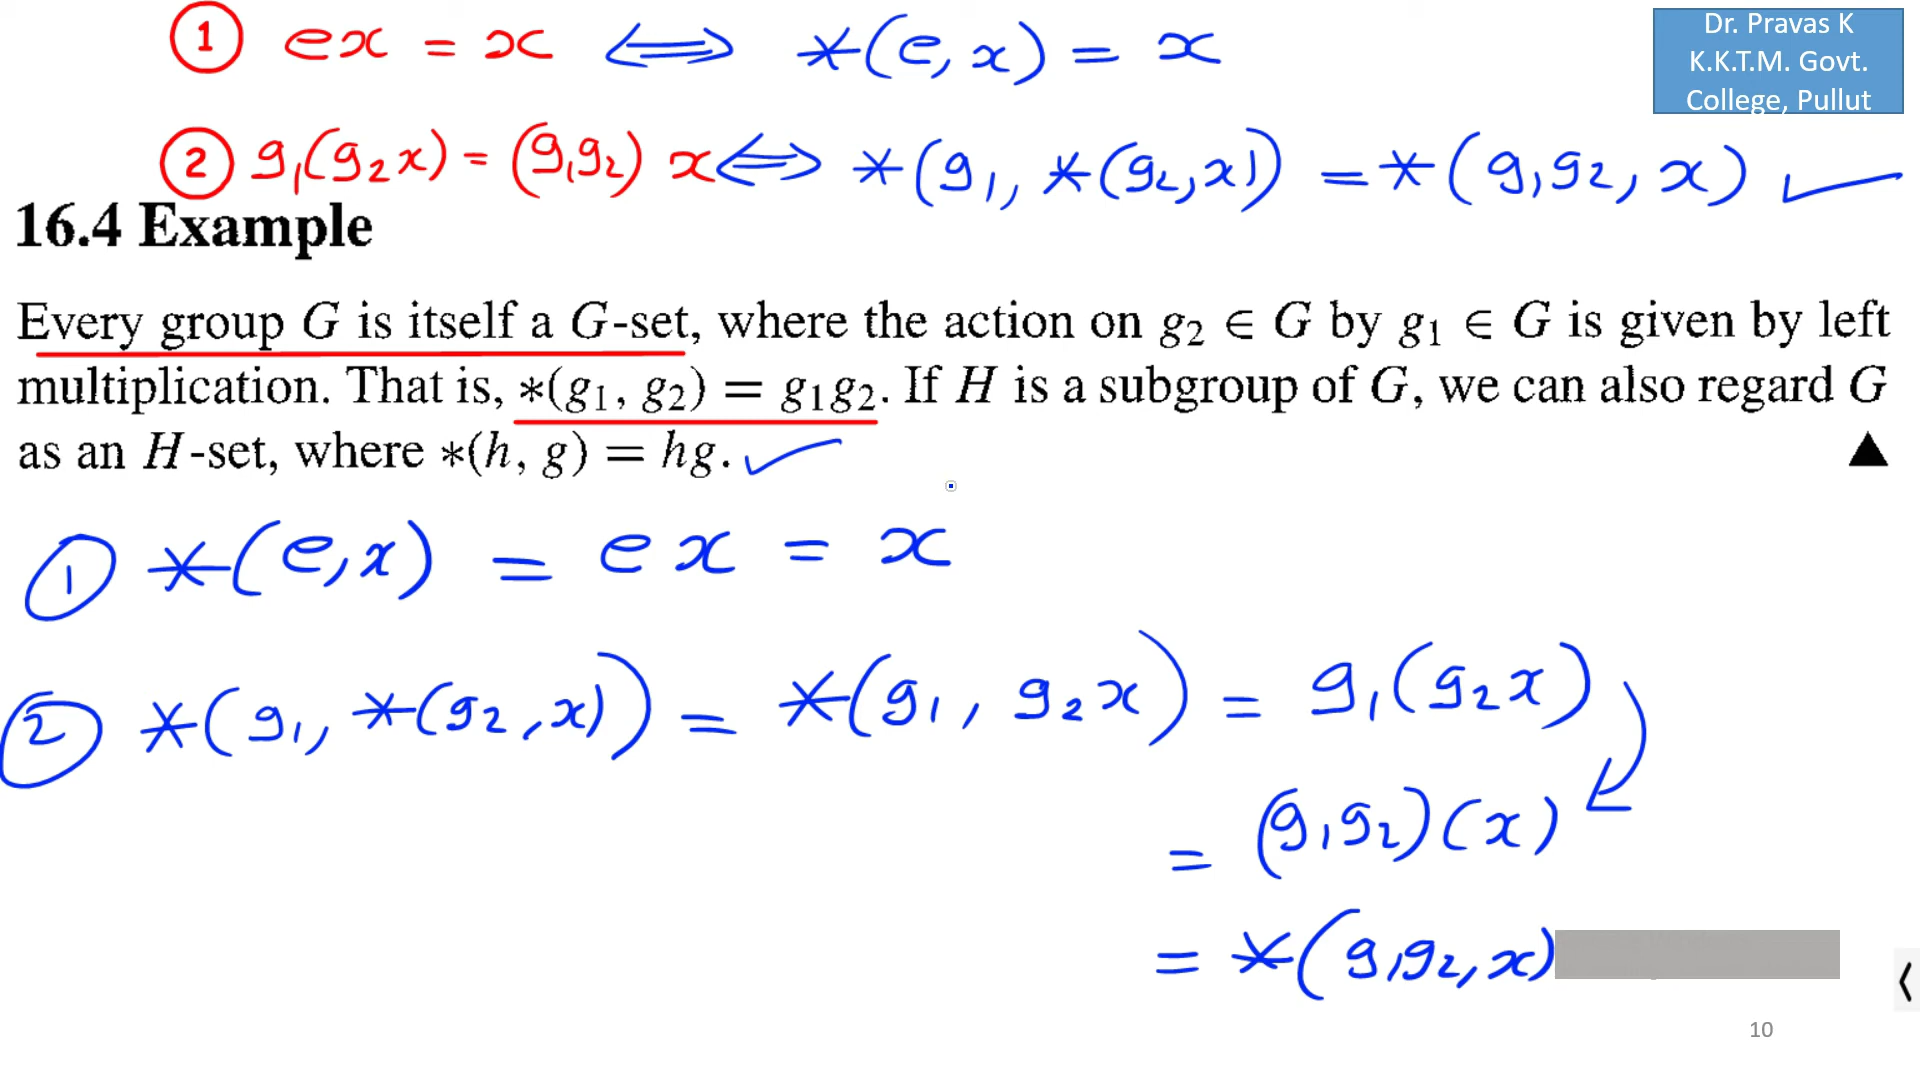 ① ex = x ⟺ *(e, x) = x
Dr. Pravas K
K.K.T.M. Govt.
College, Pullut
② g₁(g₂x) = (g₁g₂) x ⟺ *(g₁, *(g₂, x)) = *(g₁g₂, x) ✓
16.4 Example
Every group G is itself a G-set, where the action on g₂ ∈ G by g₁ ∈ G is given by left
multiplication. That is, *(g₁, g₂) = g₁g₂. If H is a subgroup of G, we can also regard G
as an H-set, where *(h, g) = hg. ✓ ▲
① *(e, x) = ex = x
② *(g₁, *(g₂, x)) = *(g₁, g₂x) = g₁(g₂x)
= (g₁g₂)(x)
= *(g₁g₂, x)
10